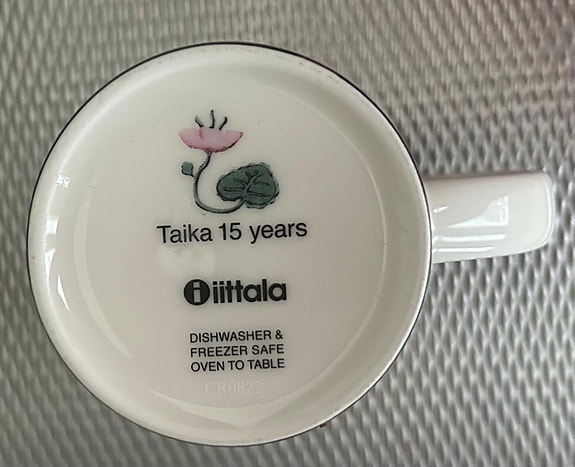 Taika 15 years
iittala
DISHWASHER &
FREEZER SAFE
OVEN TO TABLE
CR0822